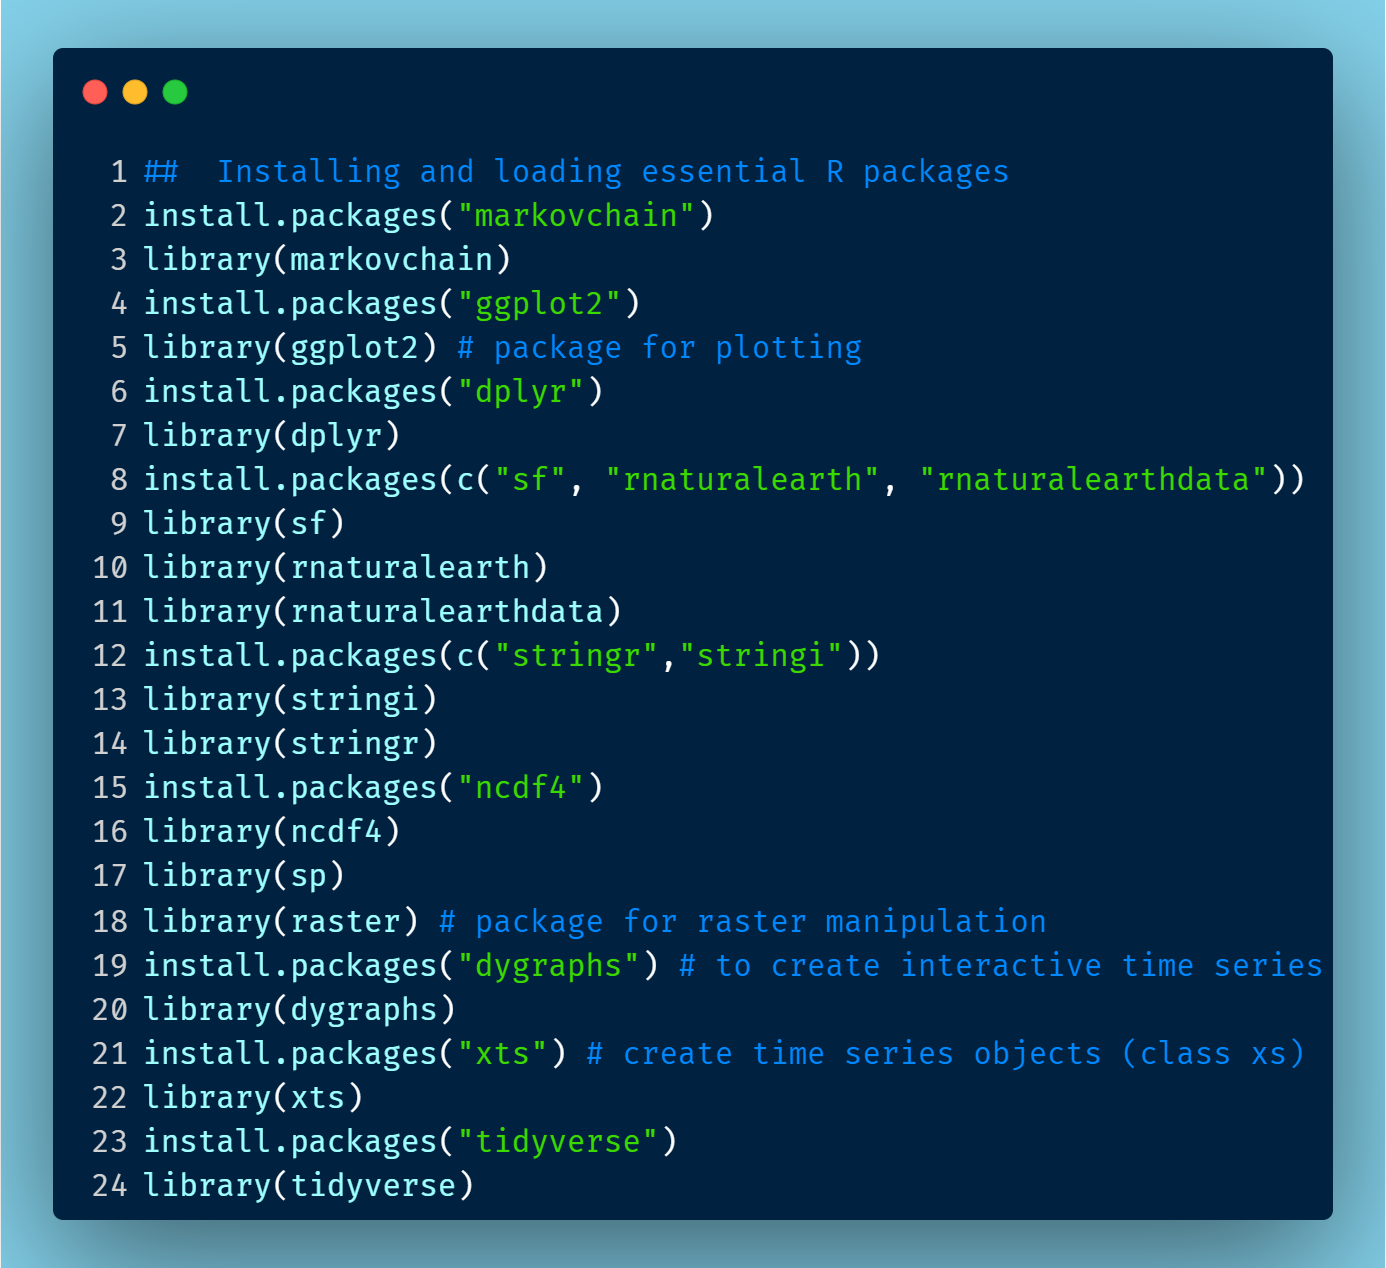 1 ##  Installing and loading essential R packages
2 install.packages("markovchain")
3 library(markovchain)
4 install.packages("ggplot2")
5 library(ggplot2) # package for plotting
6 install.packages("dplyr")
7 library(dplyr)
8 install.packages(c("sf", "rnaturalearth", "rnaturalearthdata"))
9 library(sf)
10 library(rnaturalearth)
11 library(rnaturalearthdata)
12 install.packages(c("stringr","stringi"))
13 library(stringi)
14 library(stringr)
15 install.packages("ncdf4")
16 library(ncdf4)
17 library(sp)
18 library(raster) # package for raster manipulation
19 install.packages("dygraphs") # to create interactive time series
20 library(dygraphs)
21 install.packages("xts") # create time series objects (class xs)
22 library(xts)
23 install.packages("tidyverse")
24 library(tidyverse)